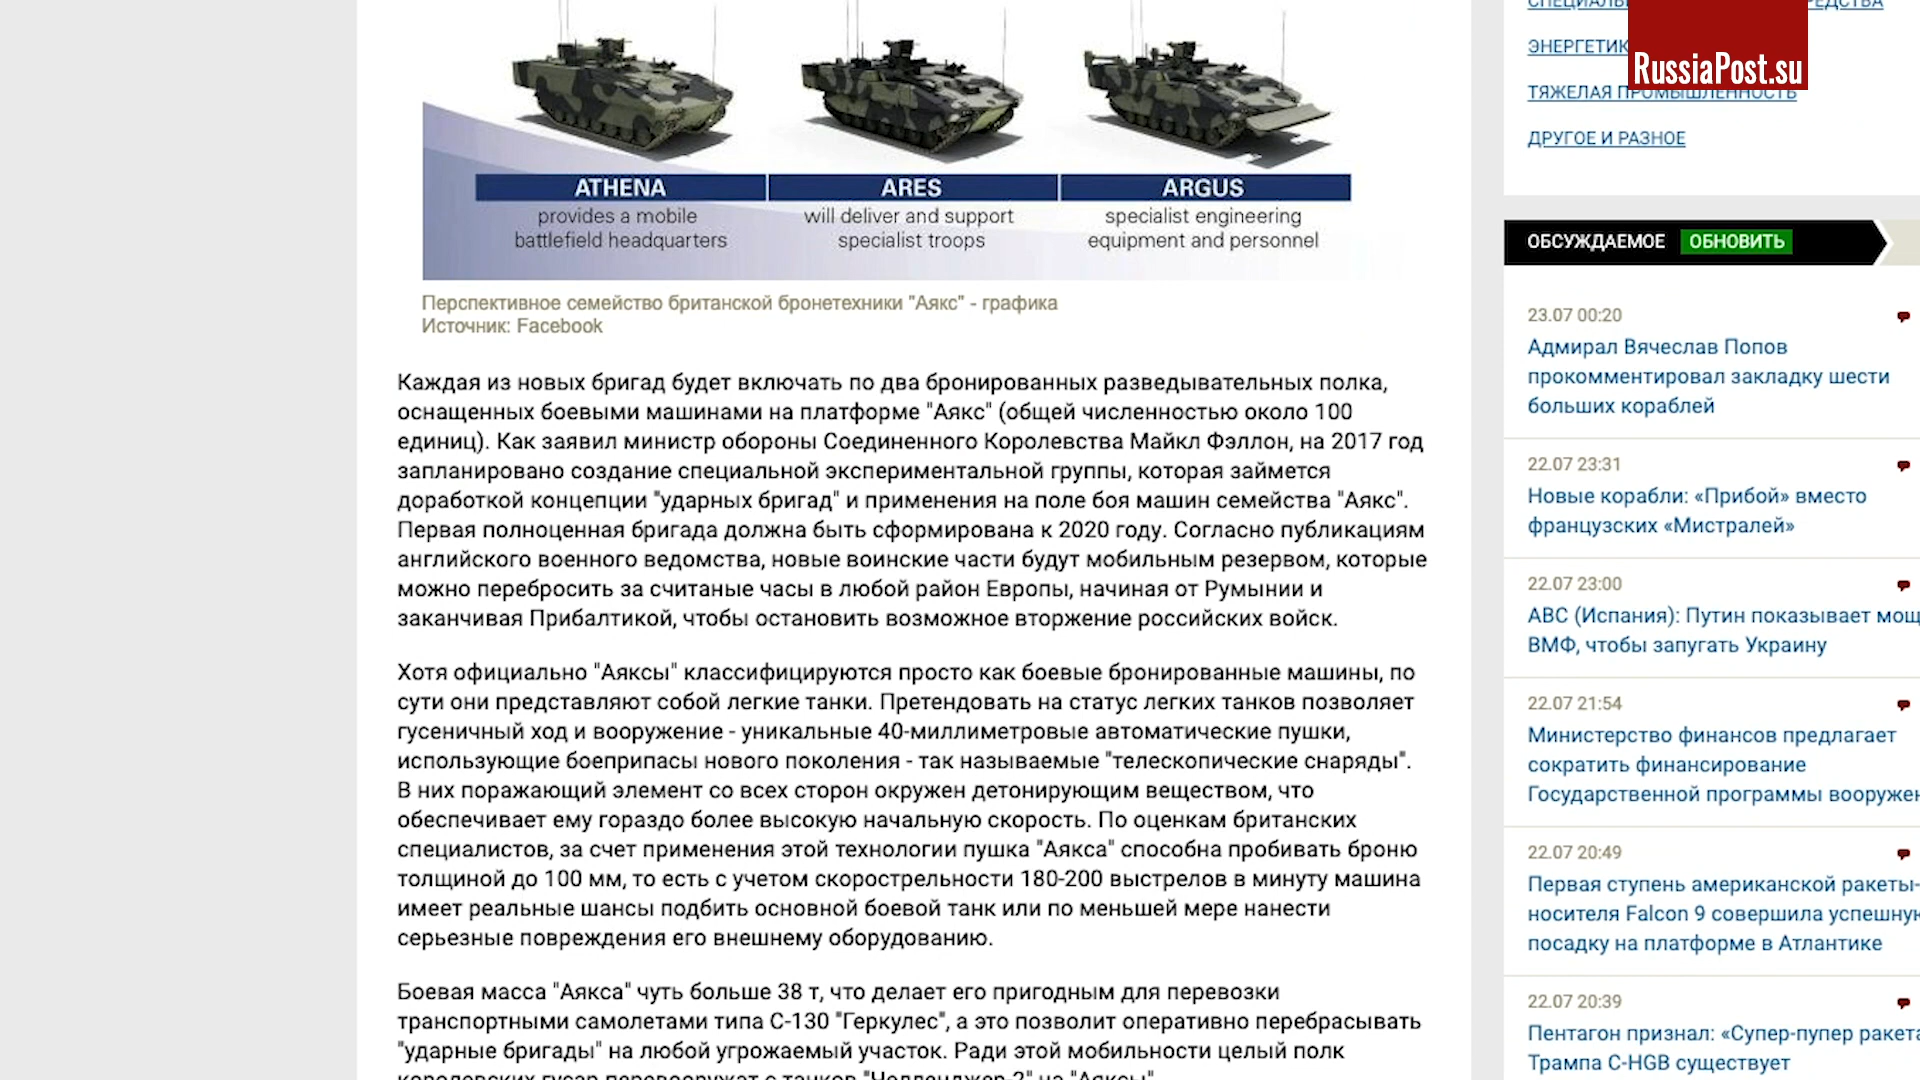 ATHENA
ARES
ARGUS
provides a mobile
battlefield headquarters
will deliver and support
specialist troops
specialist engineering
equipment and personnel
Перспективное семейство британской бронетехники "Аякс" - графика
Источник: Facebook
Каждая из новых бригад будет включать по два бронированных разведывательных полка,
оснащенных боевыми машинами на платформе "Аякс" (общей численностью около 100
единиц). Как заявил министр обороны Соединенного Королевства Майкл Фэллон, на 2017 год
запланировано создание специальной экспериментальной группы, которая займется
доработкой концепции "ударных бригад" и применения на поле боя машин семейства "Аякс".
Первая полноценная бригада должна быть сформирована к 2020 году. Согласно публикациям
английского военного ведомства, новые воинские части будут мобильным резервом, которые
можно перебросить за считаные часы в любой район Европы, начиная от Румынии и
заканчивая Прибалтикой, чтобы остановить возможное вторжение российских войск.
Хотя официально "Аяксы" классифицируются просто как боевые бронированные машины, по
сути они представляют собой легкие танки. Претендовать на статус легких танков позволяет
гусеничный ход и вооружение - уникальные 40-миллиметровые автоматические пушки,
использующие боеприпасы нового поколения - так называемые "телескопические снаряды".
В них поражающий элемент со всех сторон окружен детонирующим веществом, что
обеспечивает ему гораздо более высокую начальную скорость. По оценкам британских
специалистов, за счет применения этой технологии пушка "Аякса" способна пробивать броню
толщиной до 100 мм, то есть с учетом скорострельности 180-200 выстрелов в минуту машина
имеет реальные шансы подбить основной боевой танк или по меньшей мере нанести
серьезные повреждения его внешнему оборудованию.
Боевая масса "Аякса" чуть больше 38 т, что делает его пригодным для перевозки
транспортными самолетами типа С-130 "Геркулес", а это позволит оперативно перебрасывать
"ударные бригады" на любой угрожаемый участок. Ради этой мобильности целый полк
королевских гусар перевооружат с танков "Челленджер-2" на "Аяксы".
RussiaPost.su
ЭНЕРГЕТИК
ТЯЖЕЛАЯ ПРОМЫШЛЕННОСТЬ
ДРУГОЕ И РАЗНОЕ
ОБСУЖДАЕМОЕ ОБНОВИТЬ
23.07 00:20
Адмирал Вячеслав Попов
прокомментировал закладку шести
больших кораблей
22.07 23:31
Новые корабли: «Прибой» вместо
французских «Мистралей»
22.07 23:00
АВС (Испания): Путин показывает мощ
ВМФ, чтобы запугать Украину
22.07 21:54
Министерство финансов предлагает
сократить финансирование
Государственной программы вооружен
22.07 20:49
Первая ступень американской ракеты-
носителя Falcon 9 совершила успешную
посадку на платформе в Атлантике
22.07 20:39
Пентагон признал: «Супер-пупер ракета
Трампа C-HGB существует